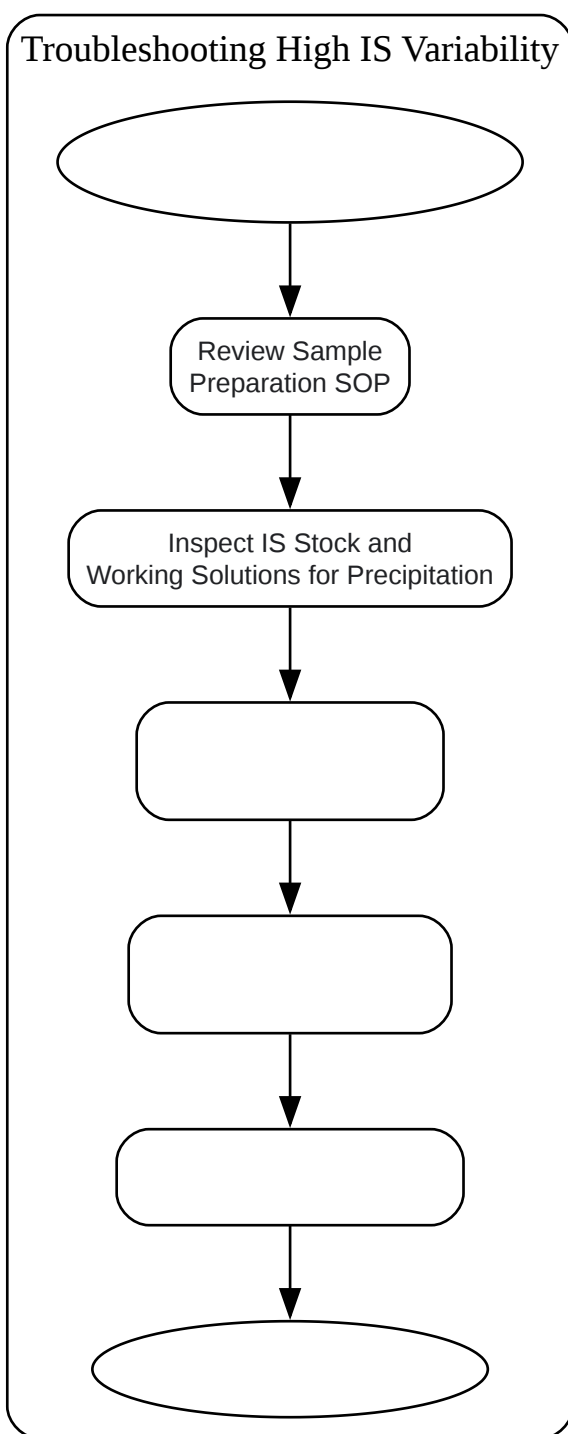 Troubleshooting High IS Variability
Review Sample
Preparation SOP
Inspect IS Stock and
Working Solutions for Precipitation